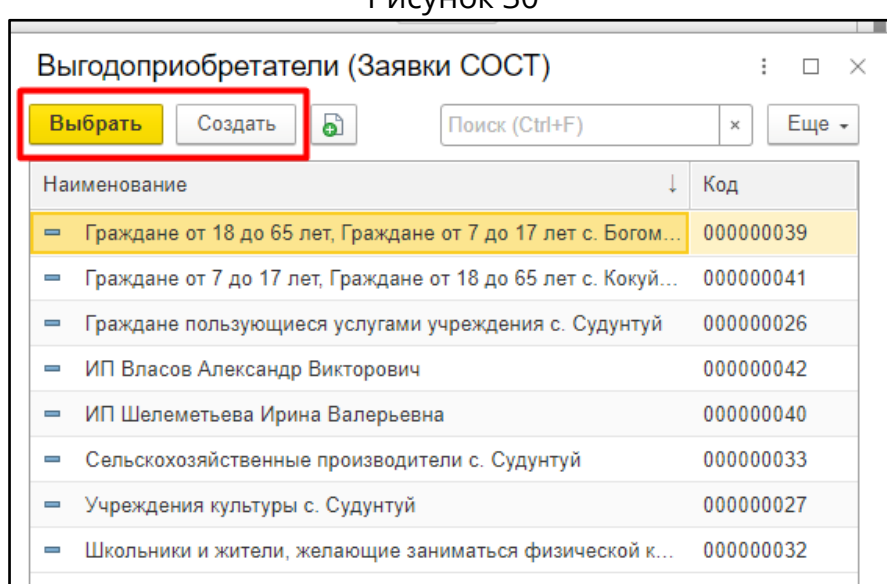 Рисунок 30
Выгодоприобретатели (Заявки СОСТ)
Выбрать Создать Поиск (Ctrl+F) × Еще
Наименование ↓ Код
Граждане от 18 до 65 лет, Граждане от 7 до 17 лет с. Богом... 000000039
Граждане от 7 до 17 лет, Граждане от 18 до 65 лет с. Кокуй... 000000041
Граждане пользующиеся услугами учреждения с. Судунтуй 000000026
ИП Власов Александр Викторович 000000042
ИП Шелеметьева Ирина Валерьевна 000000040
Сельскохозяйственные производители с. Судунтуй 000000033
Учреждения культуры с. Судунтуй 000000027
Школьники и жители, желающие заниматься физической к... 000000032